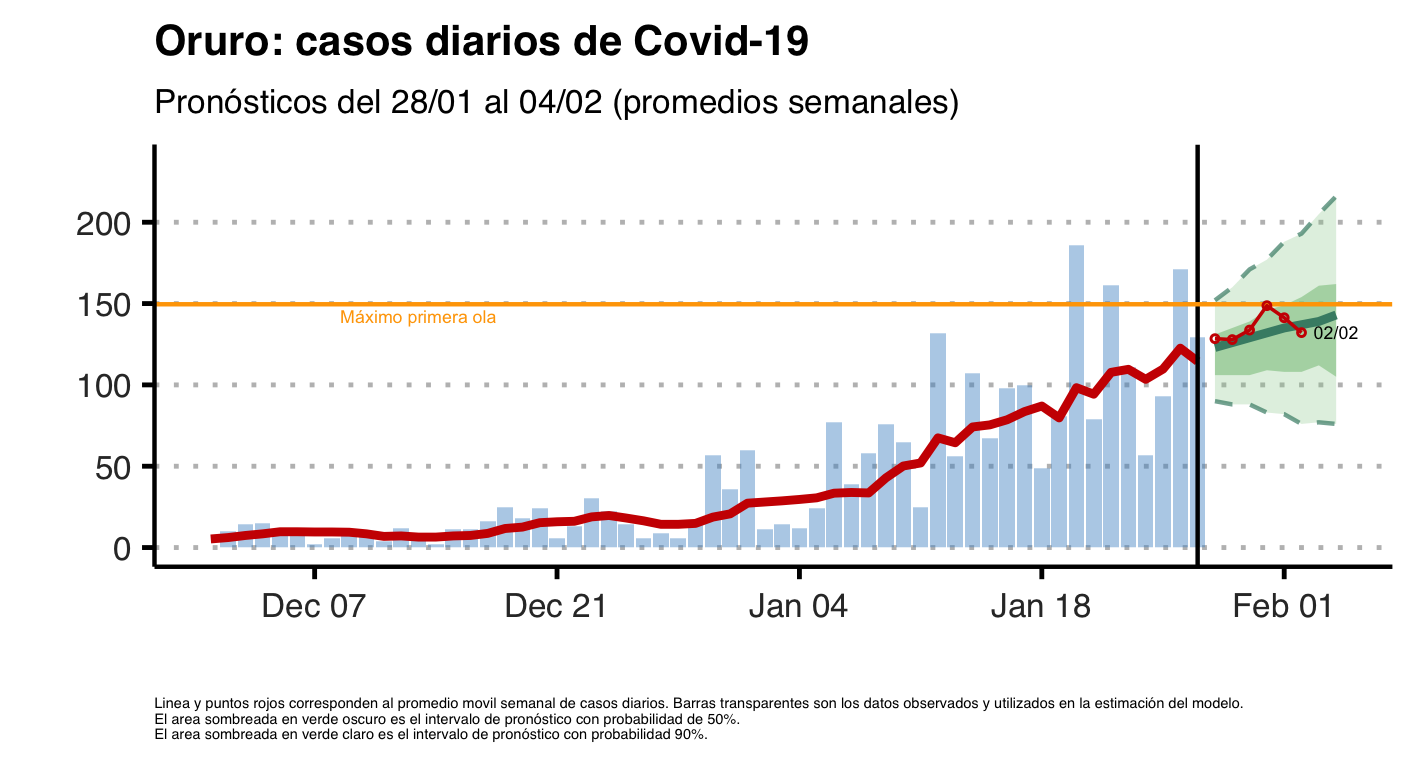 Oruro: casos diarios de Covid-19
Pronósticos del 28/01 al 04/02 (promedios semanales)
200
150
Máximo primera ola
02/02
100
50
0
Dec 07
Dec 21
Jan 04
Jan 18
Feb 01
Linea y puntos rojos corresponden al promedio movil semanal de casos diarios. Barras transparentes son los datos observados y utilizados en la estimación del modelo.
El area sombreada en verde oscuro es el intervalo de pronóstico con probabilidad de 50%.
El area sombreada en verde claro es el intervalo de pronóstico con probabilidad 90%.